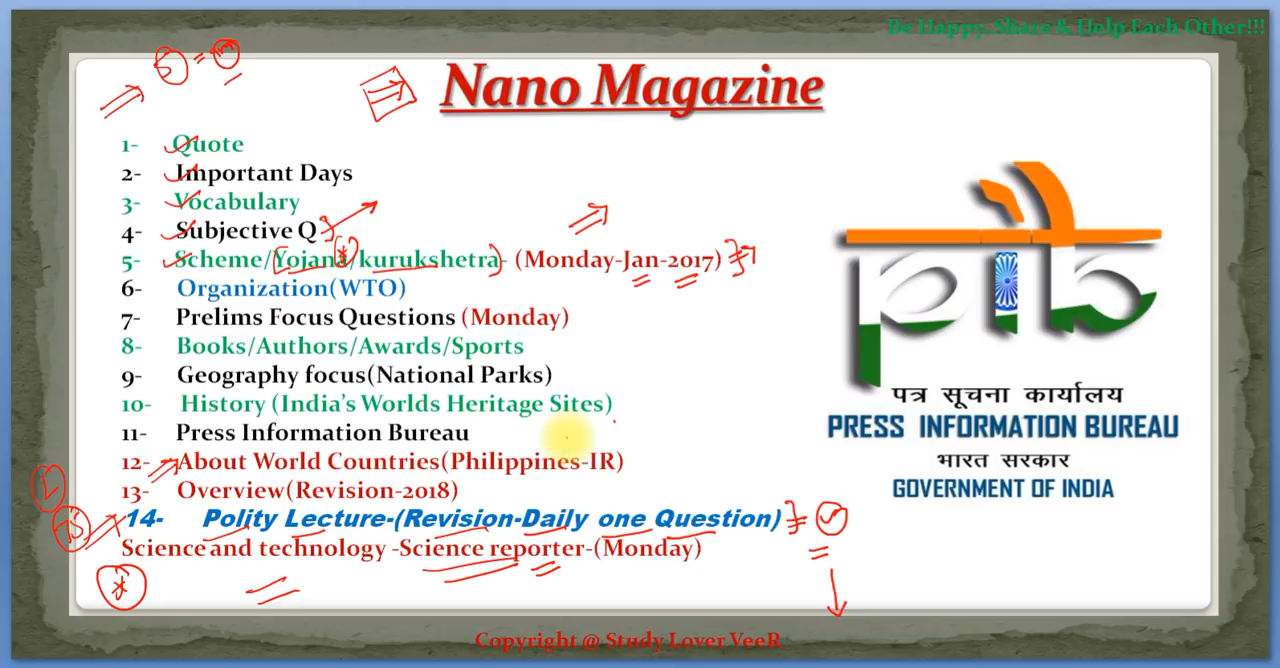 Be Happy, Share & Help Each Other!!!
Nano Magazine
1- Quote
2- Important Days
3- Vocabulary
4- Subjective Q
5- Scheme/Yojana/kurukshetra- (Monday-Jan-2017)
6- Organization(WTO)
7- Prelims Focus Questions (Monday)
8- Books/Authors/Awards/Sports
9- Geography focus(National Parks)
10- History (India's Worlds Heritage Sites)
11- Press Information Bureau
12- About World Countries(Philippines-IR)
13- Overview(Revision-2018)
14- Polity Lecture-(Revision-Daily one Question)
Science and technology -Science reporter-(Monday)
pib
पत्र सूचना कार्यालय
PRESS INFORMATION BUREAU
भारत सरकार
GOVERNMENT OF INDIA
Copyright @ Study Lover VeeR